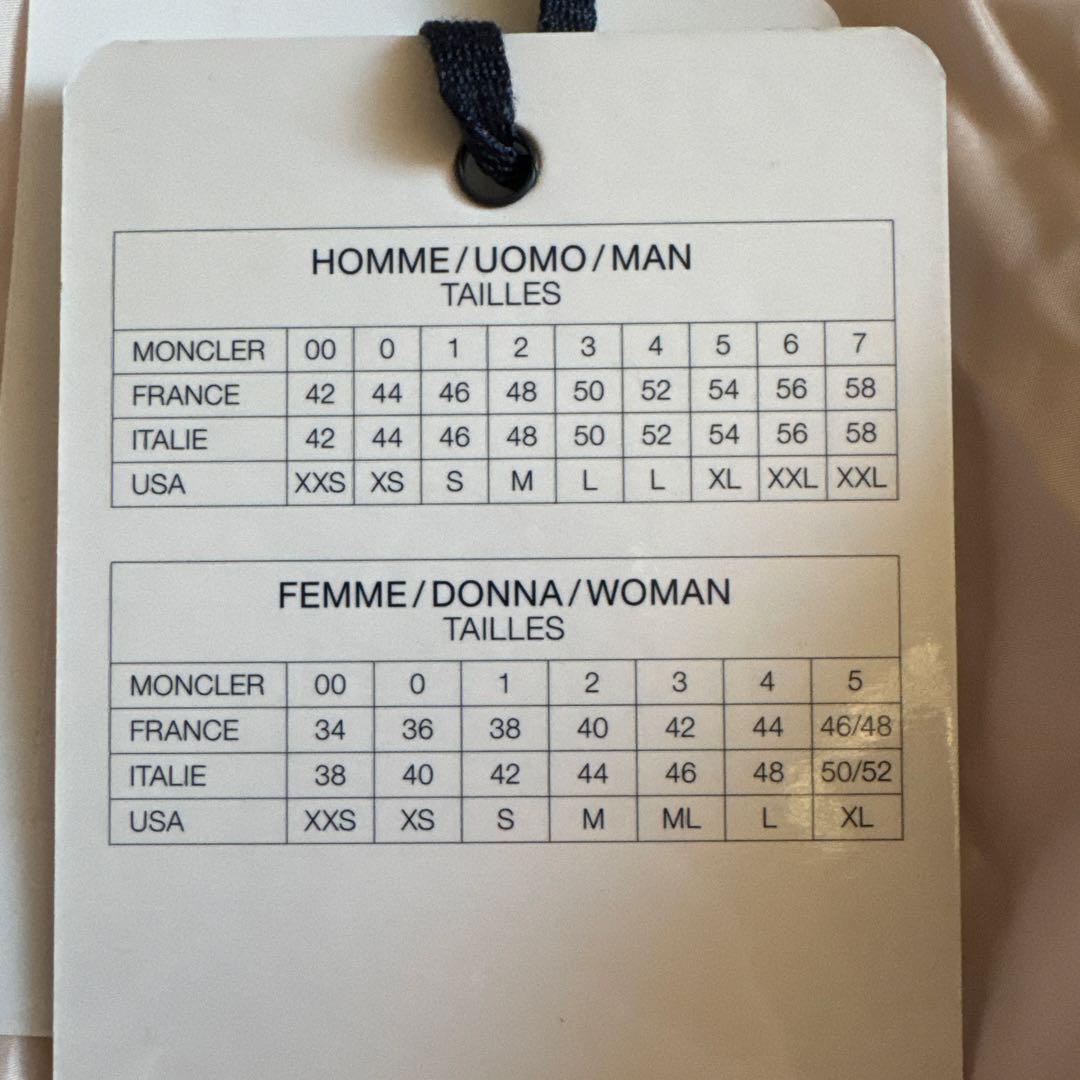 HOMME/UOMO/MAN
TAILLES
MONCLER 00 0 1 2 3 4 5 6 7
FRANCE 42 44 46 48 50 52 54 56 58
ITALIE 42 44 46 48 50 52 54 56 58
USA XXS XS S M L L XL XXL XXL
FEMME/DONNA/WOMAN
TAILLES
MONCLER 00 0 1 2 3 4 5
FRANCE 34 36 38 40 42 44 46/48
ITALIE 38 40 42 44 46 48 50/52
USA XXS XS S M ML L XL